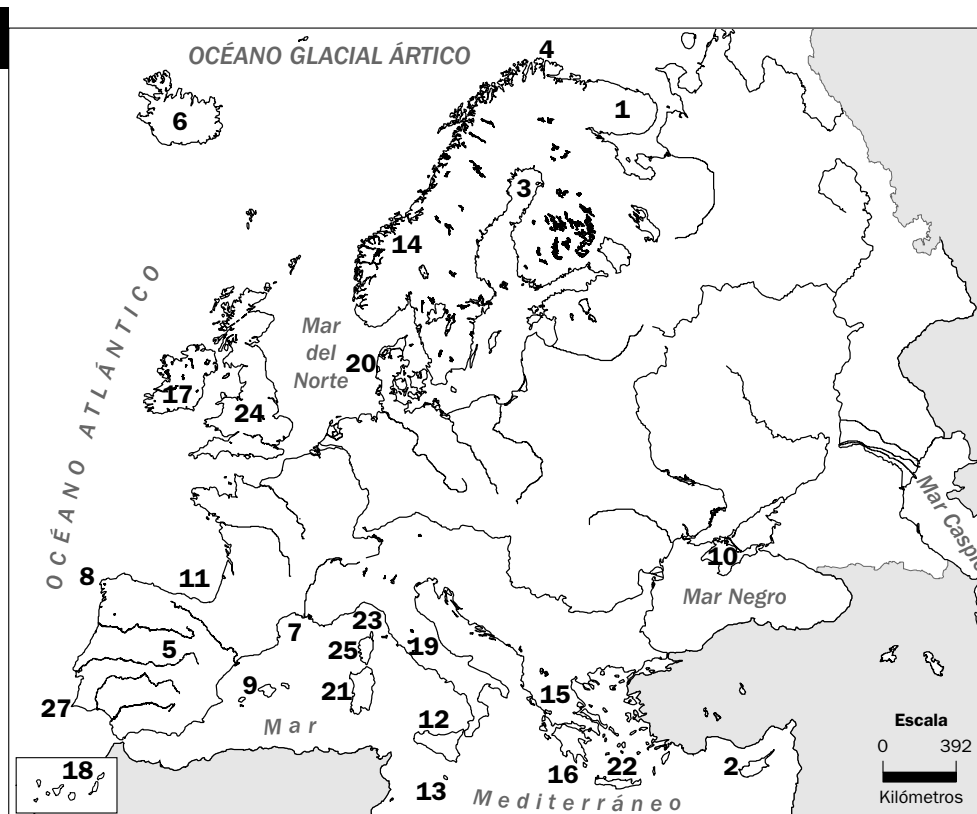 OCÉANO GLACIAL ÁRTICO
4
6
1
3
14
OCÉANO ATLÁNTICO
Mar
del
Norte
20
17
24
10
8
11
Mar Negro
Mar Caspio
7
23
5
25
19
9
21
15
27
12
Mar
Escala
0 392
Kilómetros
18
16
22
2
13
Mediterráneo